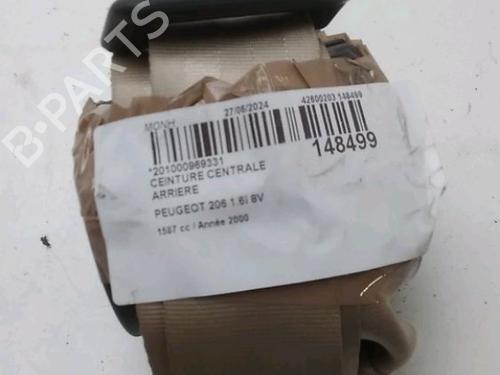 B-PARTS
MONH
27/06/2024
42600203 148499
148499
*201000969331
CEINTURE CENTRALE
ARRIERE
PEUGEOT 206 1.6i 8V
1587 cc / Année 2000